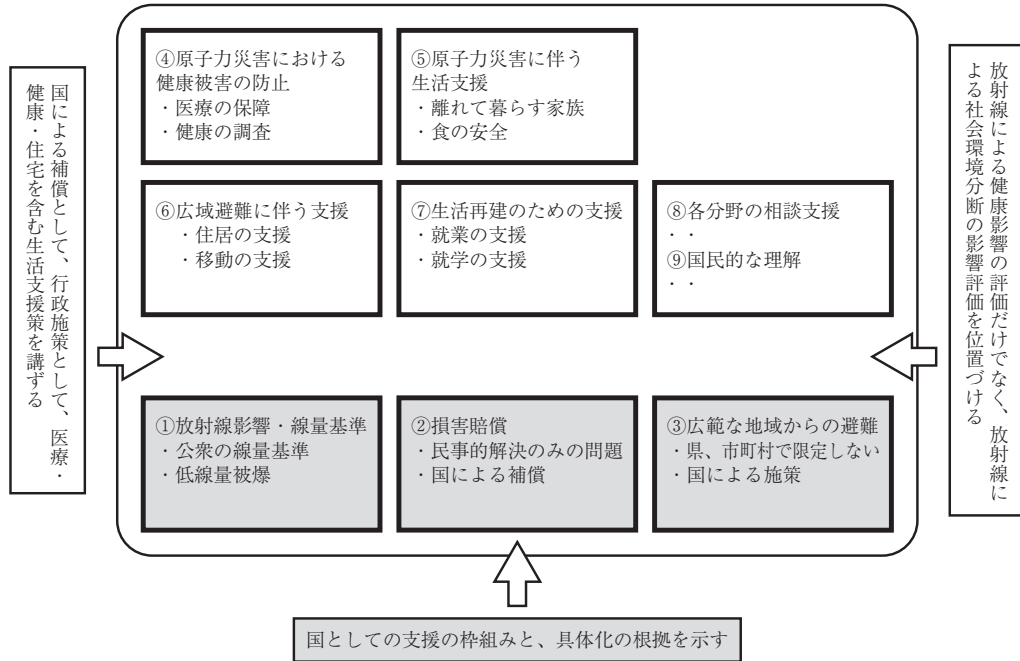 ④原子力災害における
健康被害の防止
・医療の保障
・健康の調査
⑤原子力災害に伴う
生活支援
・離れて暮らす家族
・食の安全
⑥広域避難に伴う支援
・住居の支援
・移動の支援
⑦生活再建のための支援
・就業の支援
・就学の支援
⑧各分野の相談支援
・・
⑨国民的な理解
・・
国による補償として、行政施策として、医療・
健康・住宅を含む生活支援策を講ずる
放射線による健康影響の評価だけでなく、放射線に
よる社会環境分断の影響評価を位置づける
①放射線影響・線量基準
・公衆の線量基準
・低線量被爆
②損害賠償
・民事的解決のみの問題
・国による補償
③広範な地域からの避難
・県、市町村で限定しない
・国による施策
国としての支援の枠組みと、具体化の根拠を示す